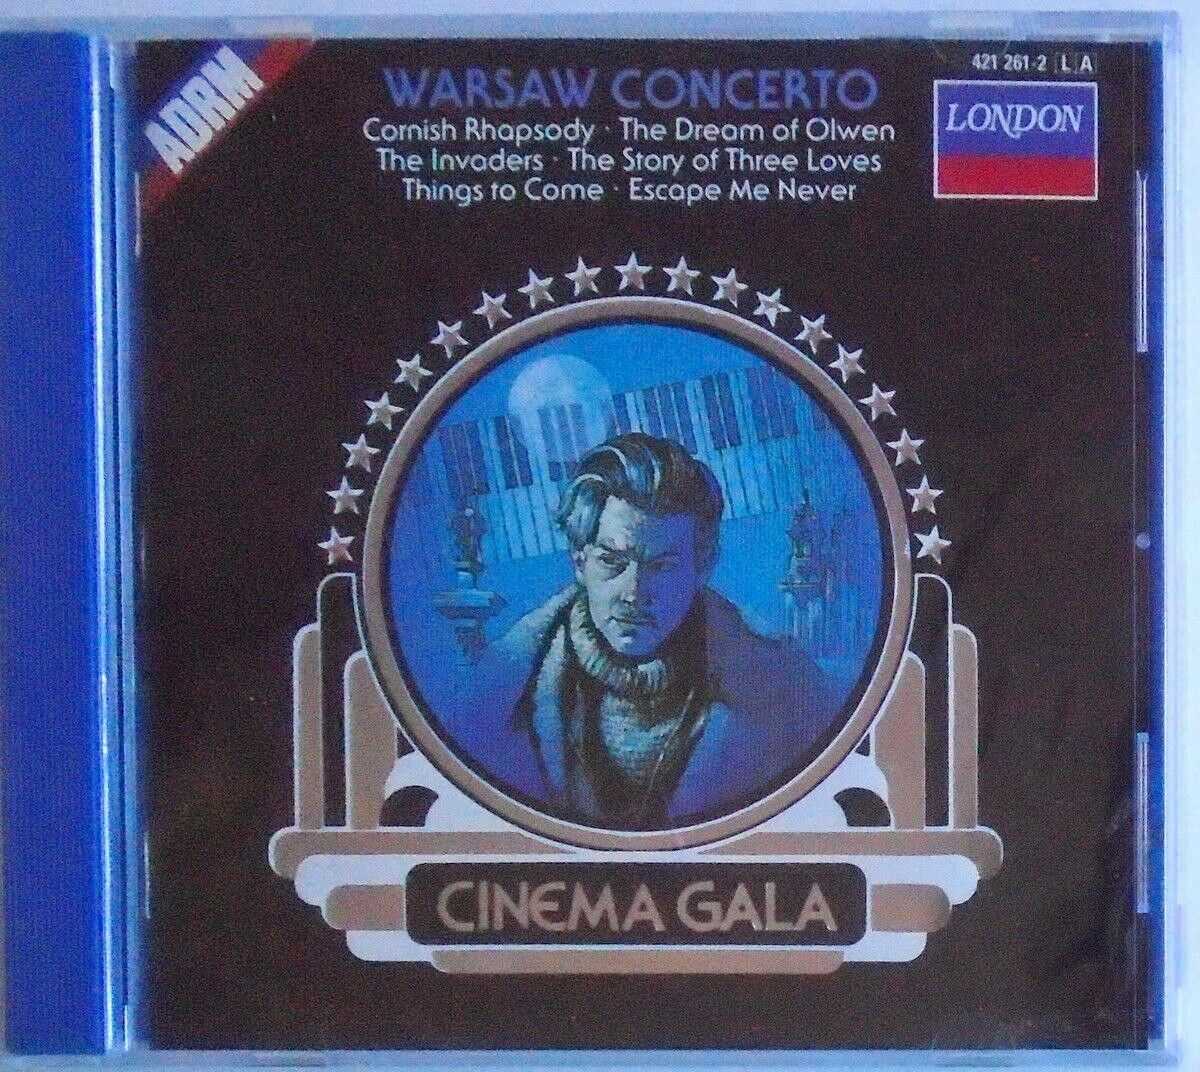 ADRM
421 261-2 LA
WARSAW CONCERTO
LONDON
Cornish Rhapsody · The Dream of Olwen
The Invaders · The Story of Three Loves
Things to Come · Escape Me Never
CINEMA GALA